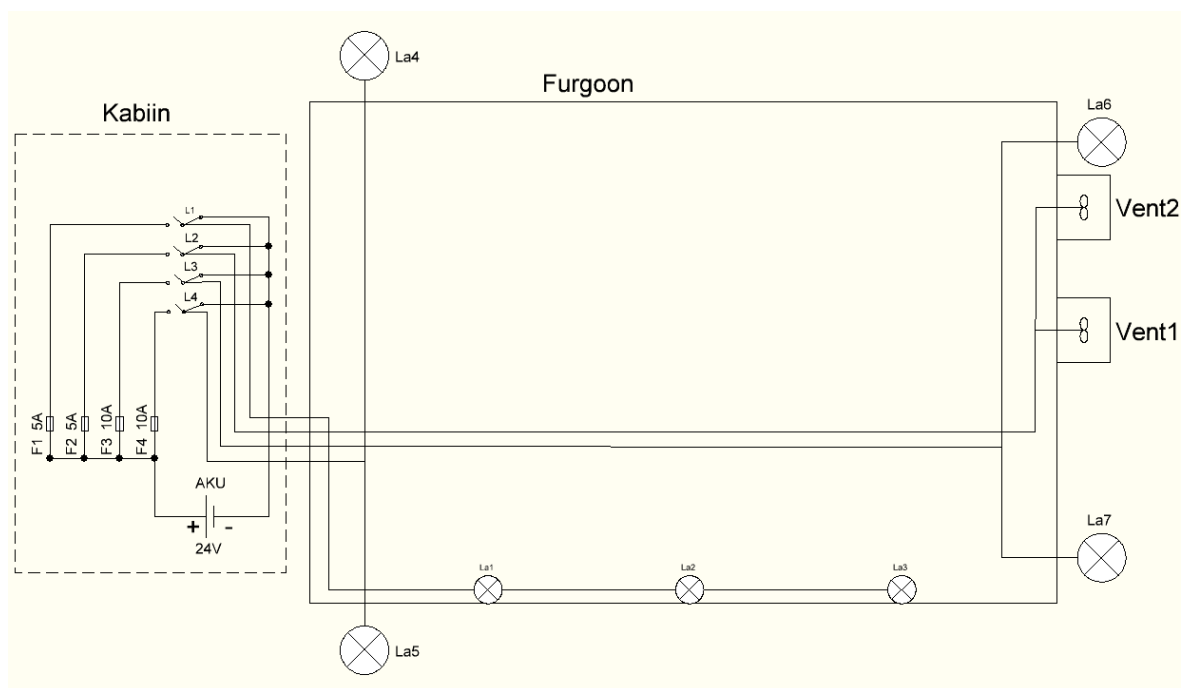 La4
Furgoon
Kabiin
La6
Vent2
L1
L2
L3
L4
Vent1
F1 5A
F2 5A
F3 10A
F4 10A
AKU
+ -
24V
La7
La1
La2
La3
La5